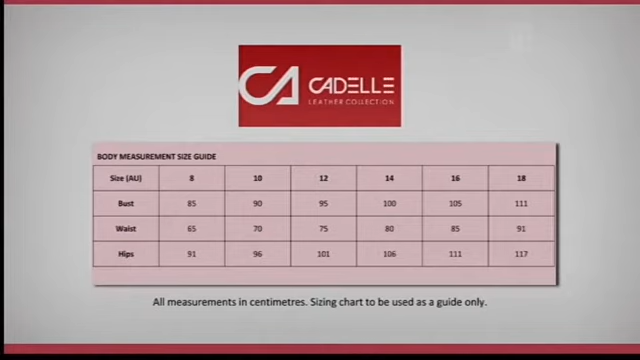 CADELLE
LEATHER COLLECTION
BODY MEASUREMENT SIZE GUIDE
Size (AU) 8 10 12 14 16 18
Bust 85 90 95 100 105 111
Waist 65 70 75 80 85 91
Hips 91 96 101 106 111 117
All measurements in centimetres. Sizing chart to be used as a guide only.